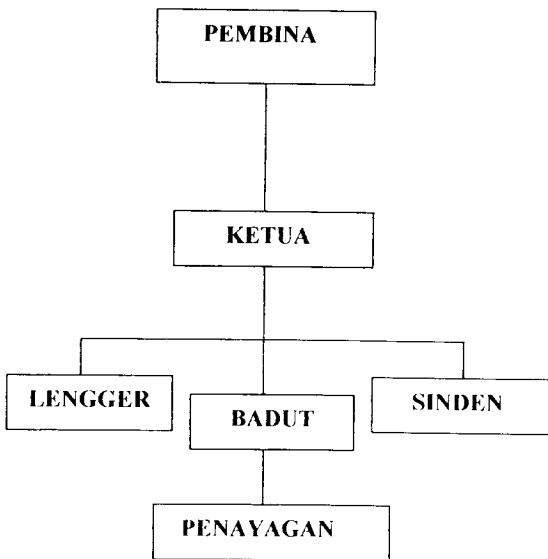 PEMBINA
KETUA
LENGGER
BADUT
SINDEN
PENAYAGAN